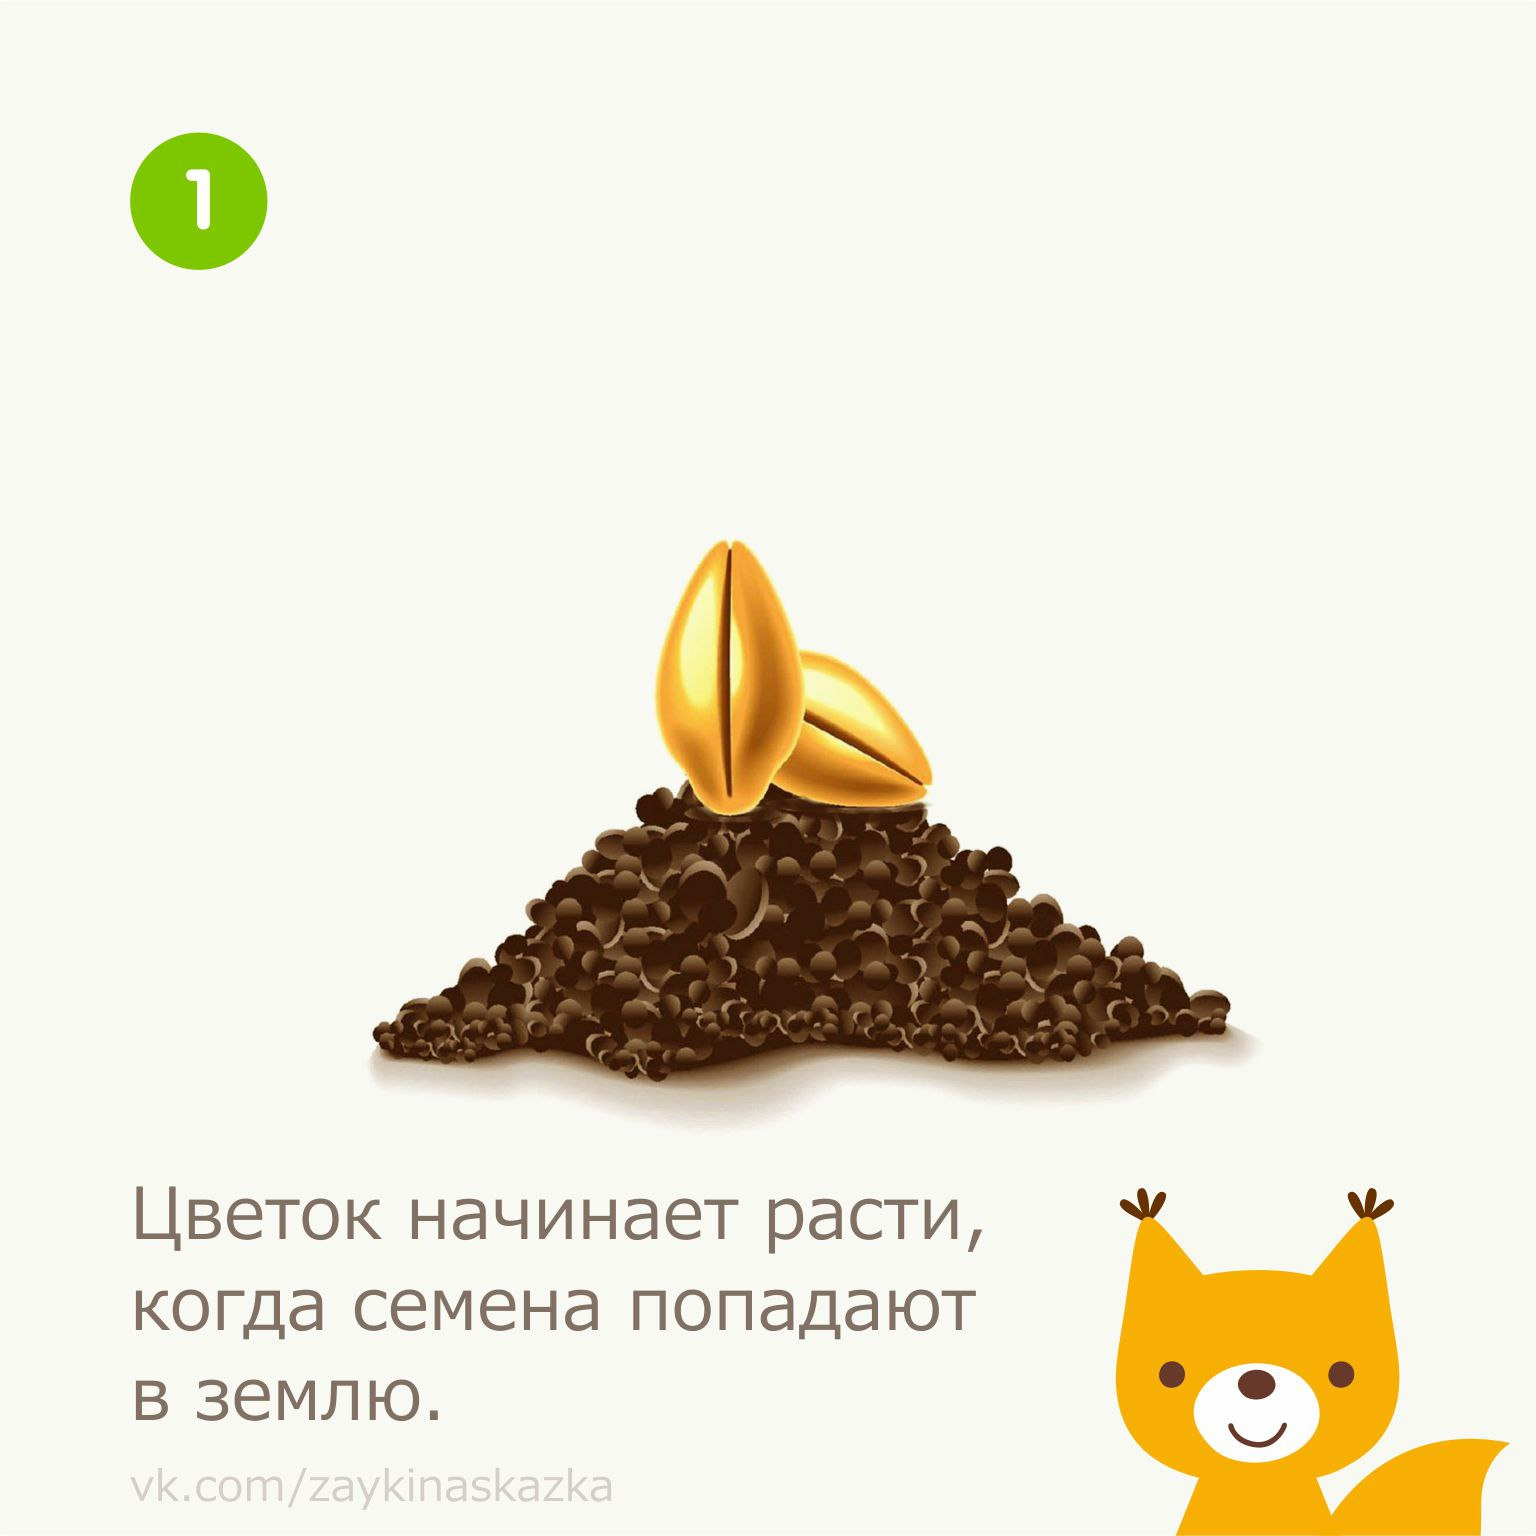 1
Цветок начинает расти,
когда семена попадают
в землю.
vk.com/zaykinaskazka